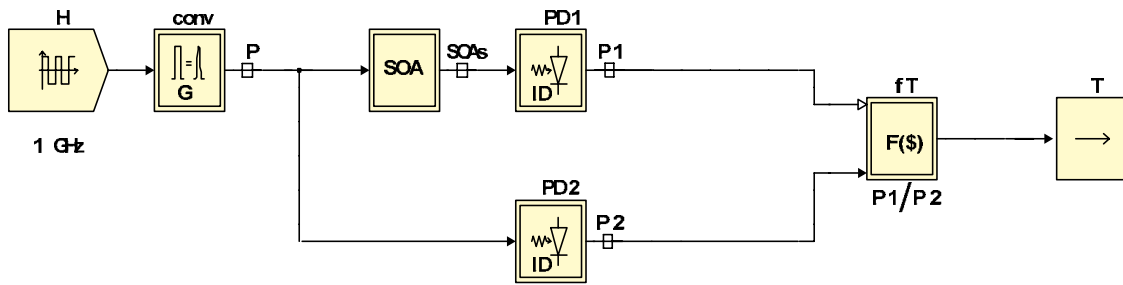 H
conv
G
P
SOA
SOAs
PD1
ID
P1
fT
F($)
P1/P2
T
1 GHz
PD2
ID
P2